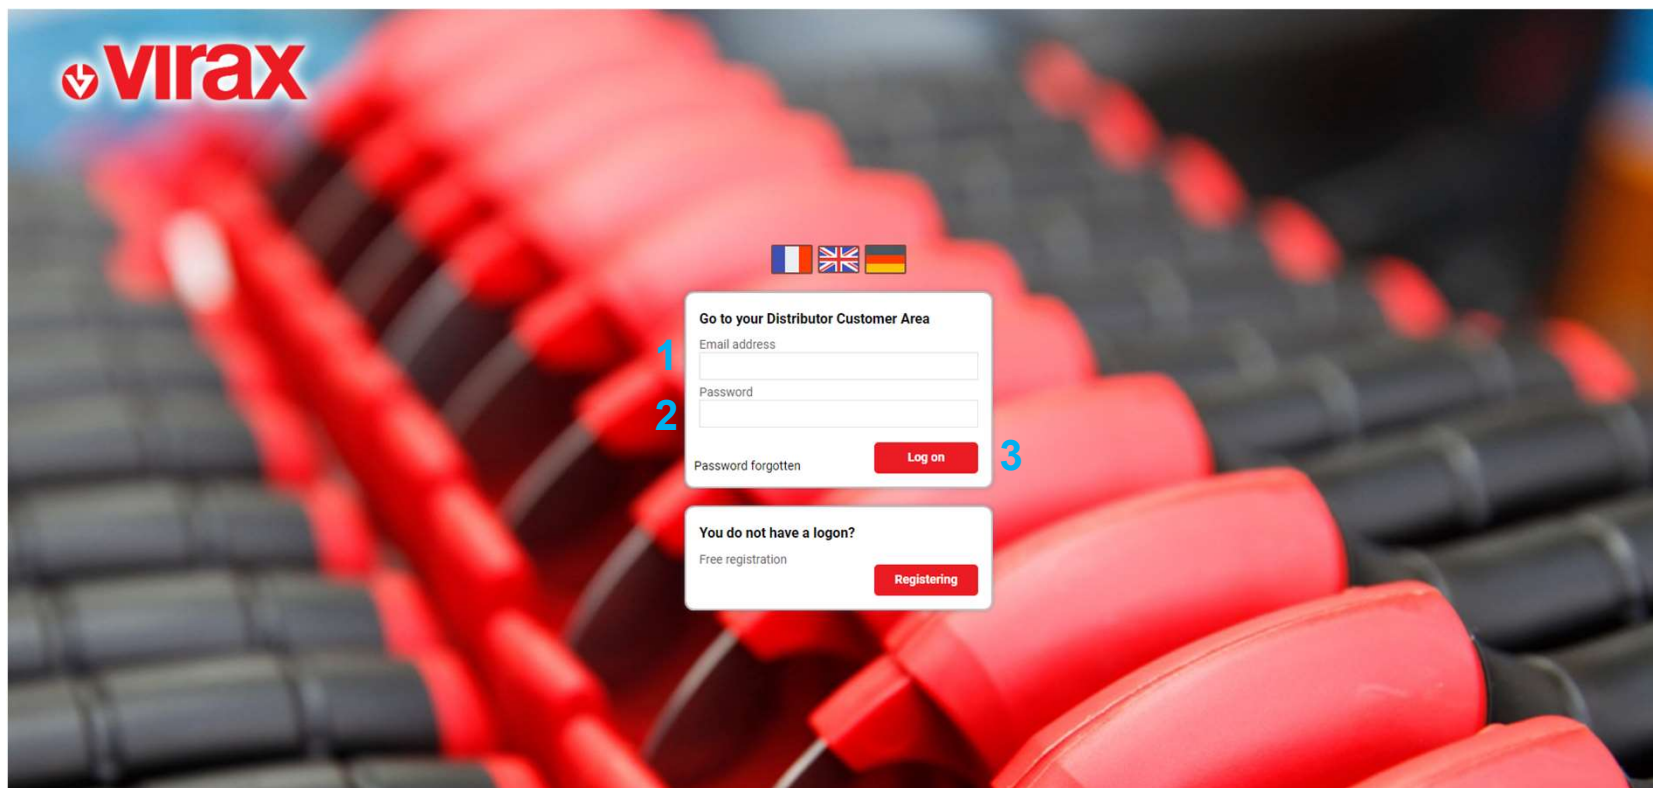 virax
Go to your Distributor Customer Area
Email address
1
Password
2
Password forgotten
Log on
3
You do not have a logon?
Free registration
Registering